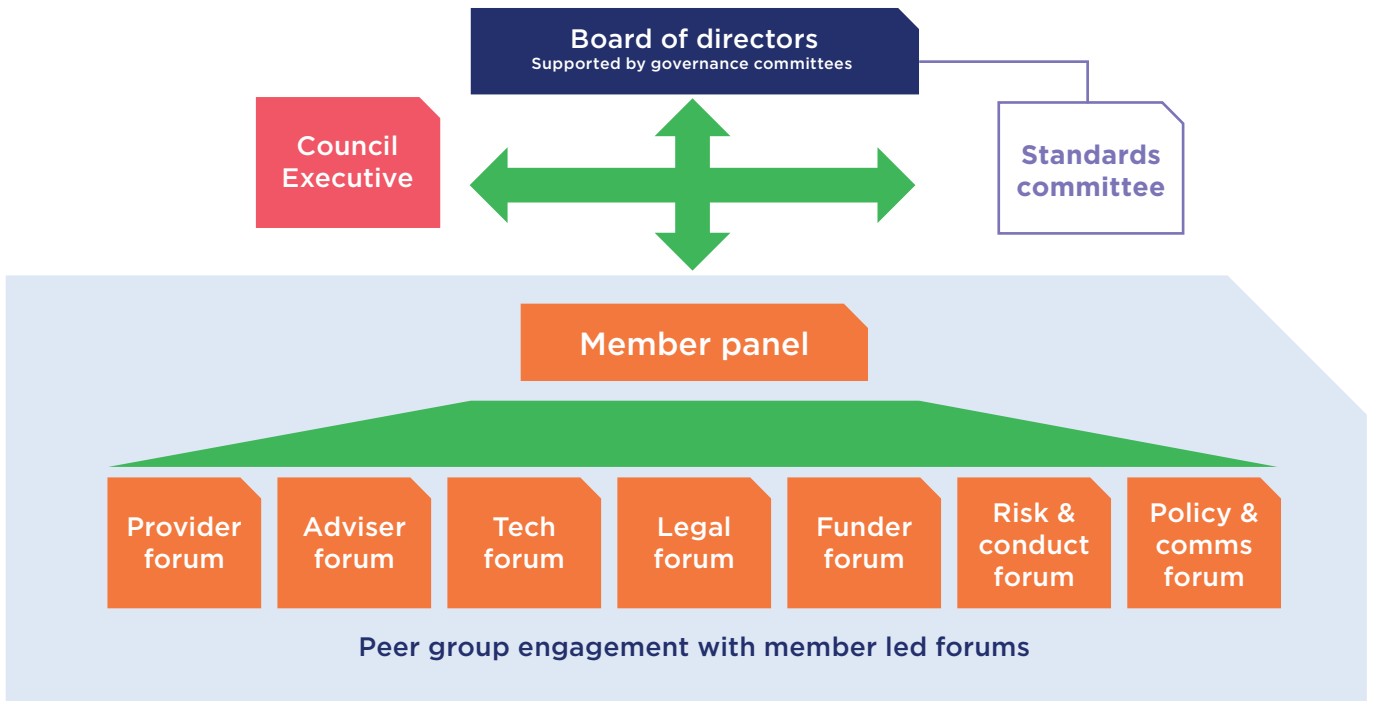 Board of directors
Supported by governance committees
Council
Executive
Standards
committee
Member panel
Provider
forum
Adviser
forum
Tech
forum
Legal
forum
Funder
forum
Risk &
conduct
forum
Policy &
comms
forum
Peer group engagement with member led forums